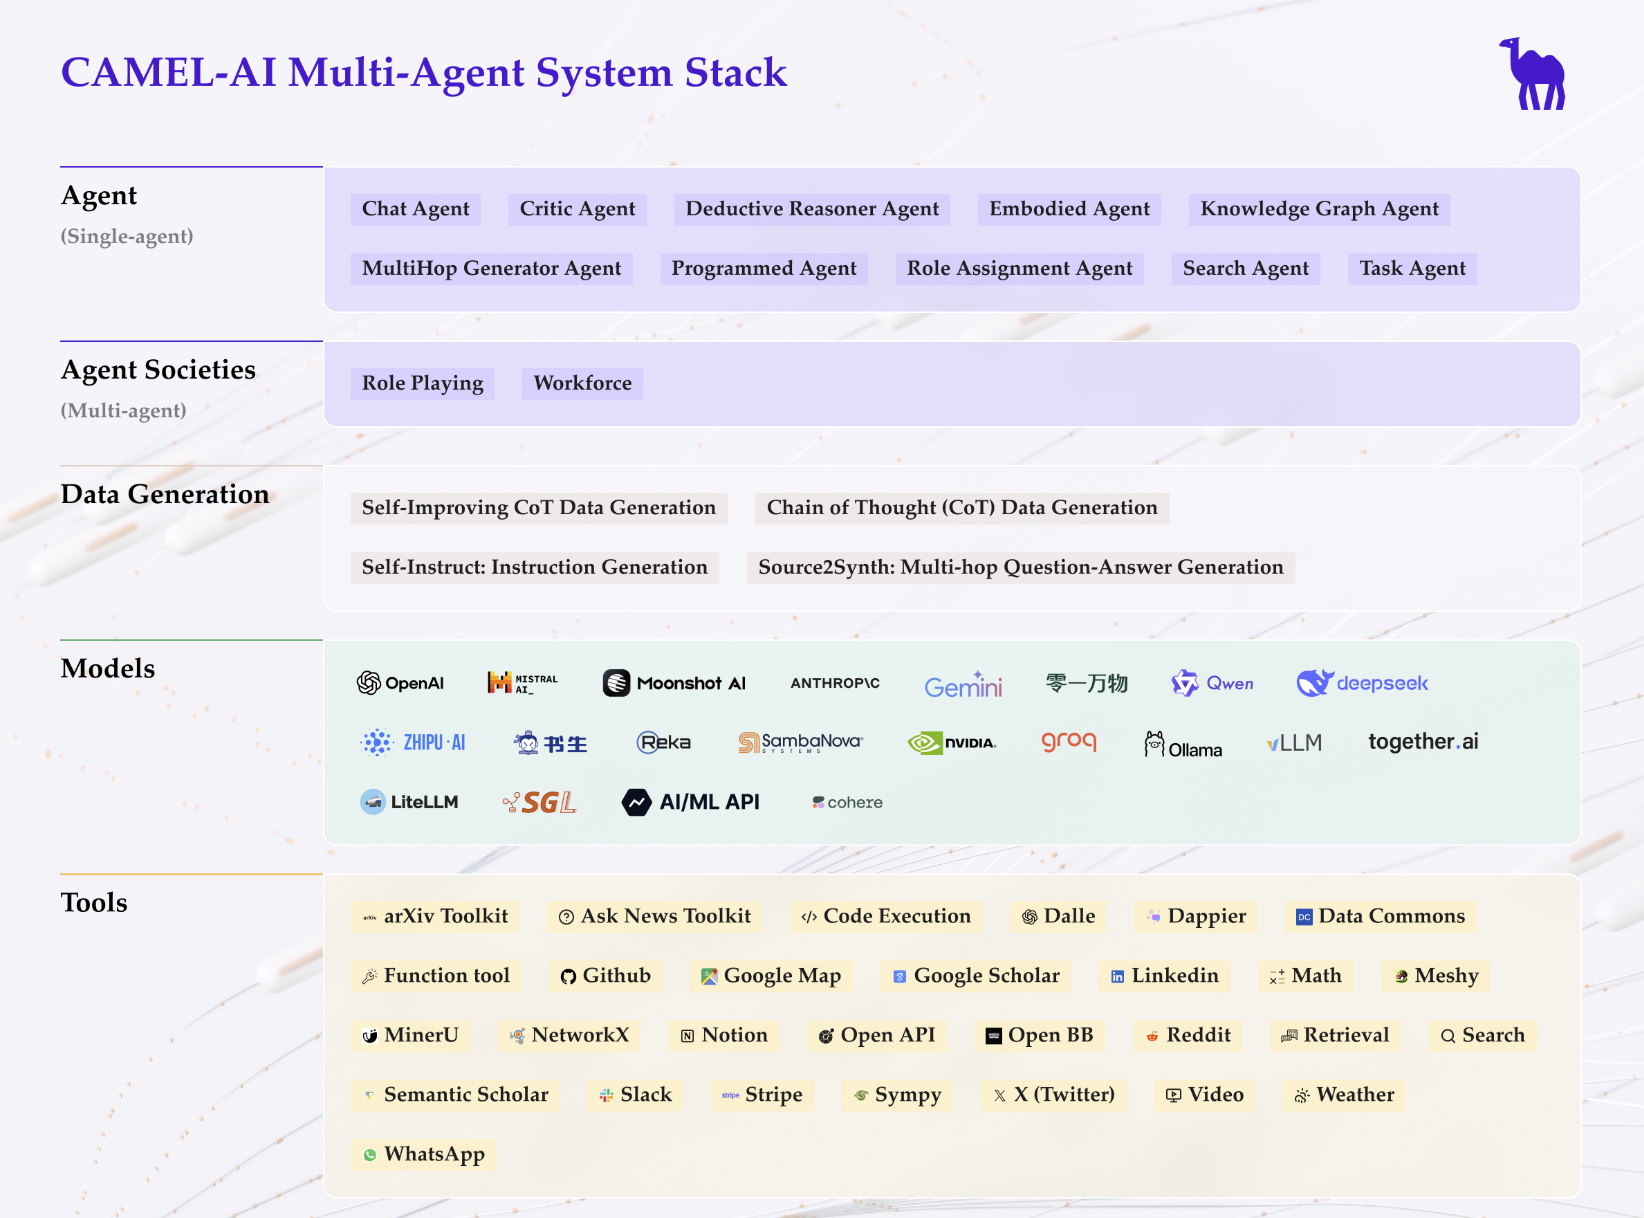 CAMEL-AI Multi-Agent System Stack
Agent
(Single-agent)
Chat Agent Critic Agent Deductive Reasoner Agent Embodied Agent Knowledge Graph Agent
MultiHop Generator Agent Programmed Agent Role Assignment Agent Search Agent Task Agent
Agent Societies
(Multi-agent)
Role Playing Workforce
Data Generation
Self-Improving CoT Data Generation Chain of Thought (CoT) Data Generation
Self-Instruct: Instruction Generation Source2Synth: Multi-hop Question-Answer Generation
Models
OpenAI MISTRAL AI_ Moonshot AI ANTHROP\C Gemini 零一万物 Qwen deepseek
ZHIPU·AI 书生 Reka SambaNova SYSTEMS NVIDIA. Ollama groq vLLM together.ai
LiteLLM SGL AI/ML API cohere
Tools
arXiv arXiv Toolkit Ask News Toolkit Code Execution Dalle Dappier DC Data Commons
Function tool Github Google Map Google Scholar in Linkedin Math Meshy
MinerU NetworkX Notion Open API Open BB Reddit Retrieval Search
Semantic Scholar Slack stripe Stripe Sympy X (Twitter) Video Weather
WhatsApp